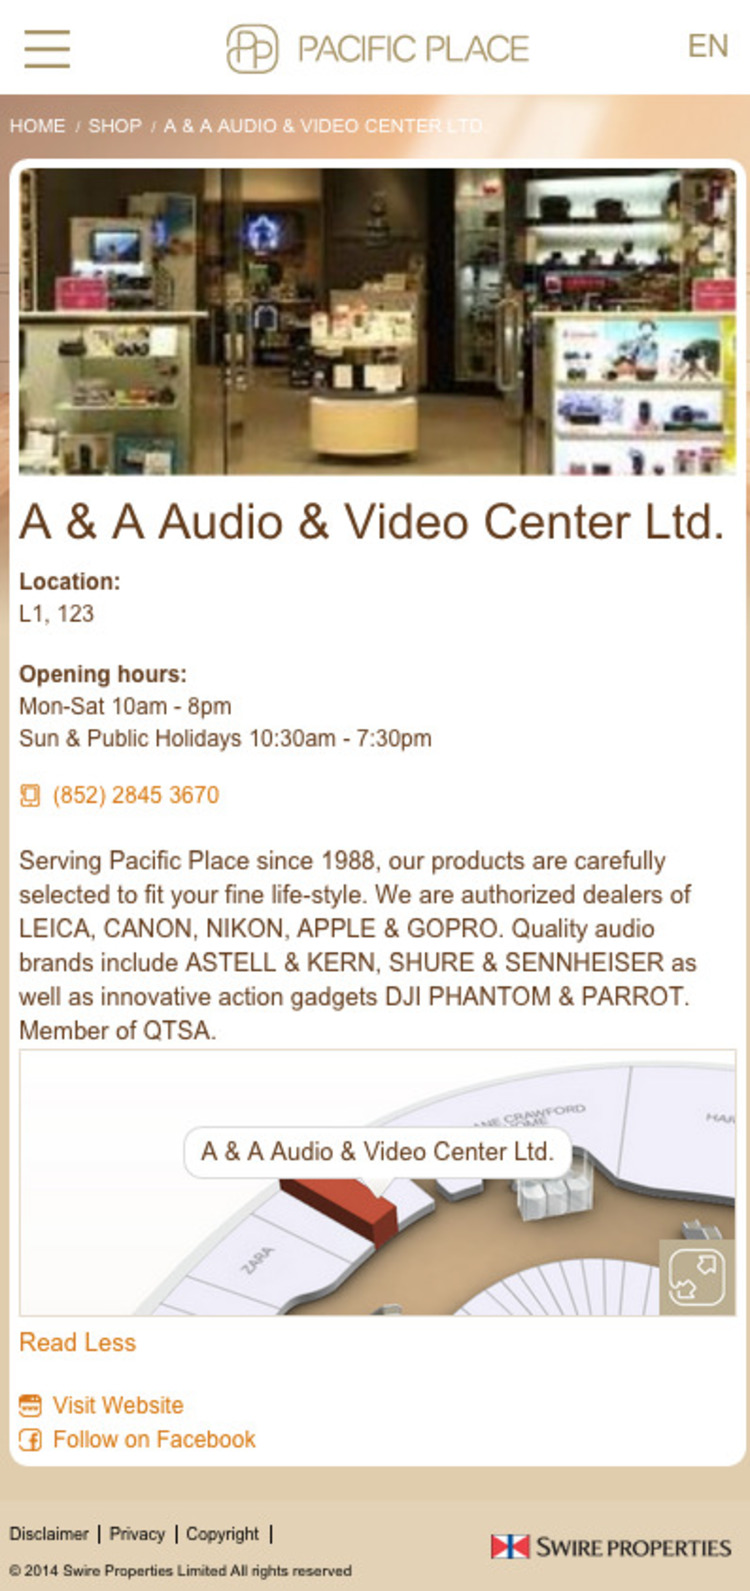 PACIFIC PLACE
EN
HOME / SHOP / A & A AUDIO & VIDEO CENTER LTD.
A & A Audio & Video Center Ltd.
Location:
L1, 123
Opening hours:
Mon-Sat 10am - 8pm
Sun & Public Holidays 10:30am - 7:30pm
(852) 2845 3670
Serving Pacific Place since 1988, our products are carefully
selected to fit your fine life-style. We are authorized dealers of
LEICA, CANON, NIKON, APPLE & GOPRO. Quality audio
brands include ASTELL & KERN, SHURE & SENNHEISER as
well as innovative action gadgets DJI PHANTOM & PARROT.
Member of QTSA.
CRAWFORD
A & A Audio & Video Center Ltd.
ZARA
Read Less
Visit Website
Follow on Facebook
Disclaimer | Privacy | Copyright |
SWIRE PROPERTIES
© 2014 Swire Properties Limited All rights reserved